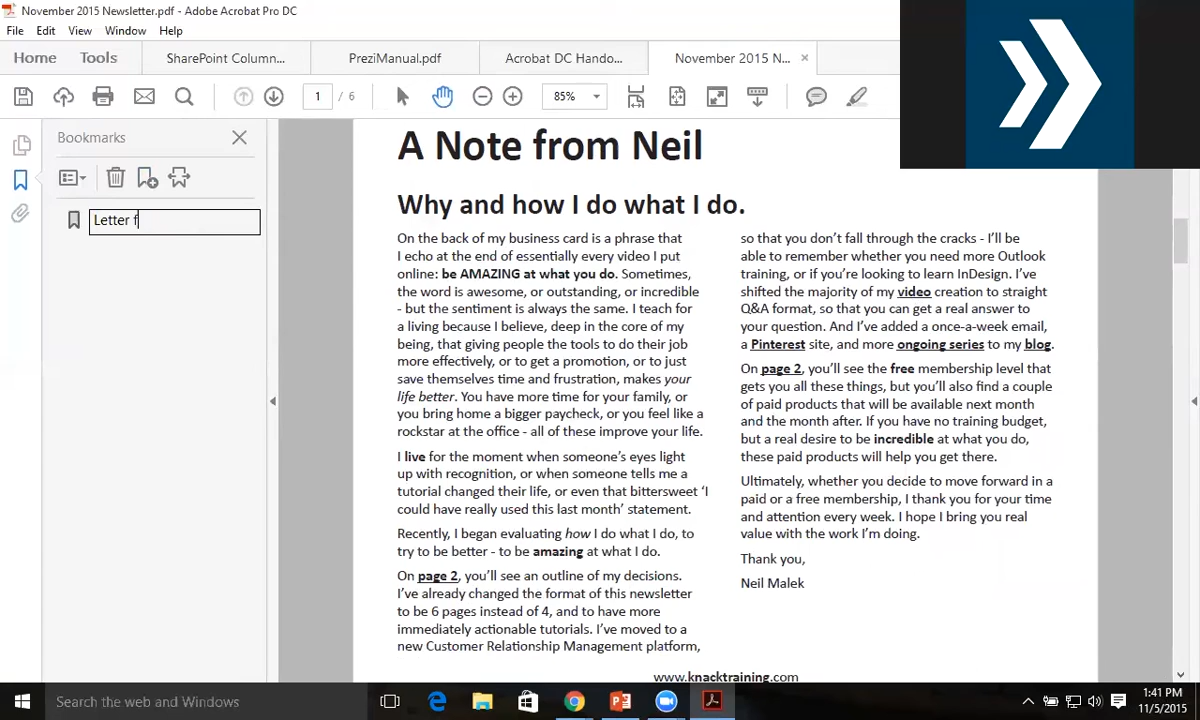 November 2015 Newsletter.pdf - Adobe Acrobat Pro DC
File Edit View Window Help
Home Tools SharePoint Column... PreziManual.pdf Acrobat DC Hando... November 2015 N... ×
1 / 6 85%
Bookmarks
Letter f
A Note from Neil
Why and how I do what I do.
On the back of my business card is a phrase that
I echo at the end of essentially every video I put
online: be AMAZING at what you do. Sometimes,
the word is awesome, or outstanding, or incredible
- but the sentiment is always the same. I teach for
a living because I believe, deep in the core of my
being, that giving people the tools to do their job
more effectively, or to get a promotion, or to just
save themselves time and frustration, makes your
life better. You have more time for your family, or
you bring home a bigger paycheck, or you feel like a
rockstar at the office - all of these improve your life.
I live for the moment when someone's eyes light
up with recognition, or when someone tells me a
tutorial changed their life, or even that bittersweet 'I
could have really used this last month' statement.
Recently, I began evaluating how I do what I do, to
try to be better - to be amazing at what I do.
On page 2, you'll see an outline of my decisions.
I've already changed the format of this newsletter
to be 6 pages instead of 4, and to have more
immediately actionable tutorials. I've moved to a
new Customer Relationship Management platform,
so that you don't fall through the cracks - I'll be
able to remember whether you need more Outlook
training, or if you're looking to learn InDesign. I've
shifted the majority of my video creation to straight
Q&A format, so that you can get a real answer to
your question. And I've added a once-a-week email,
a Pinterest site, and more ongoing series to my blog.
On page 2, you'll see the free membership level that
gets you all these things, but you'll also find a couple
of paid products that will be available next month
and the month after. If you have no training budget,
but a real desire to be incredible at what you do,
these paid products will help you get there.
Ultimately, whether you decide to move forward in a
paid or a free membership, I thank you for your time
and attention every week. I hope I bring you real
value with the work I'm doing.
Thank you,
Neil Malek
www.knacktraining.com
Search the web and Windows
1:41 PM
11/5/2015